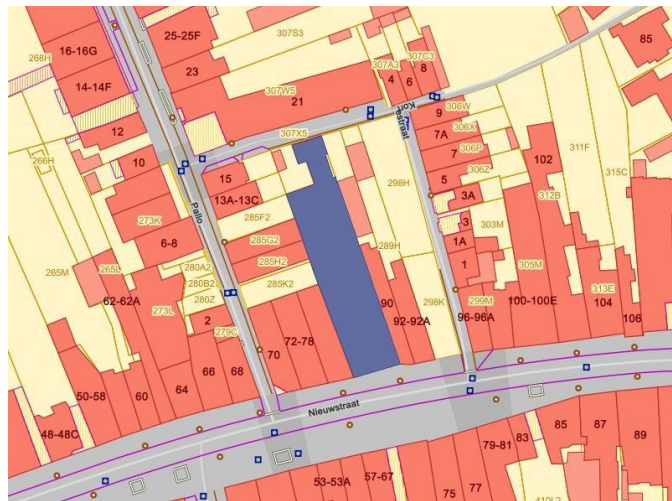 307S3
25-25F
16-16G
268H
307C3
85
307A3
23
4
6
8
14-14F
307W5
21
9
306W
12
307X5
7A
306X
311F
10
7
306P
102
266H
15
298H
5
306Z
315C
13A-13C
3A
312B
Pallo
273K
285F2
3
303M
6-8
285G2
289H
1A
280A2
265L
285H2
1
305M
265M
280B2
280Z
285K2
62-62A
273L
90
298K
299M
100-100E
313E
2
92-92A
96-96A
104
279C
106
72-78
70
66
68
64
60
50-58
Nieuwstraat
48-48C
83
85
87
89
79-81
57-67
53-53A
77
75